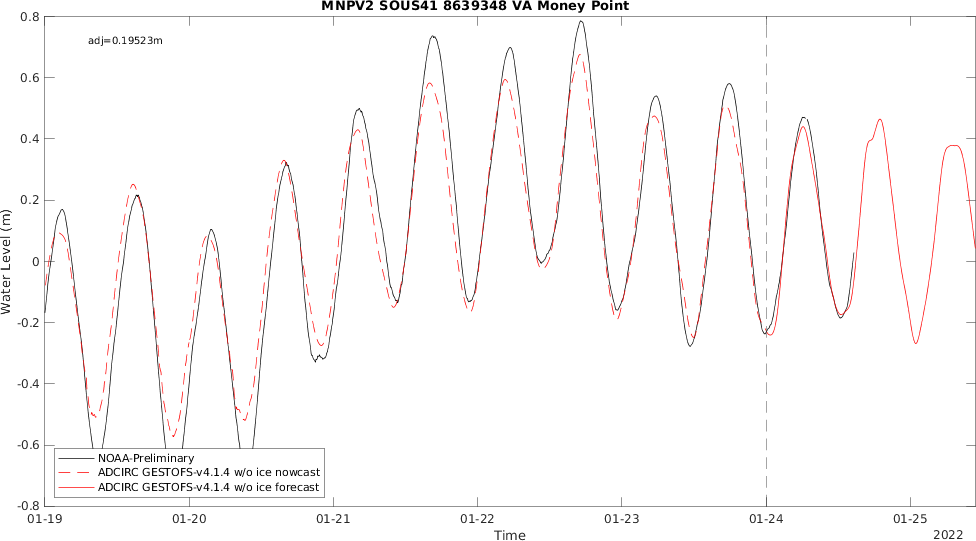 MNPV2 SOUS41 8639348 VA Money Point
adj=0.19523m
0.8
0.6
0.4
0.2
0
-0.2
-0.4
-0.6
-0.8
Water Level (m)
NOAA-Preliminary
ADCIRC GESTOFS-v4.1.4 w/o ice nowcast
ADCIRC GESTOFS-v4.1.4 w/o ice forecast
01-19 01-20 01-21 01-22 01-23 01-24 01-25
Time
2022